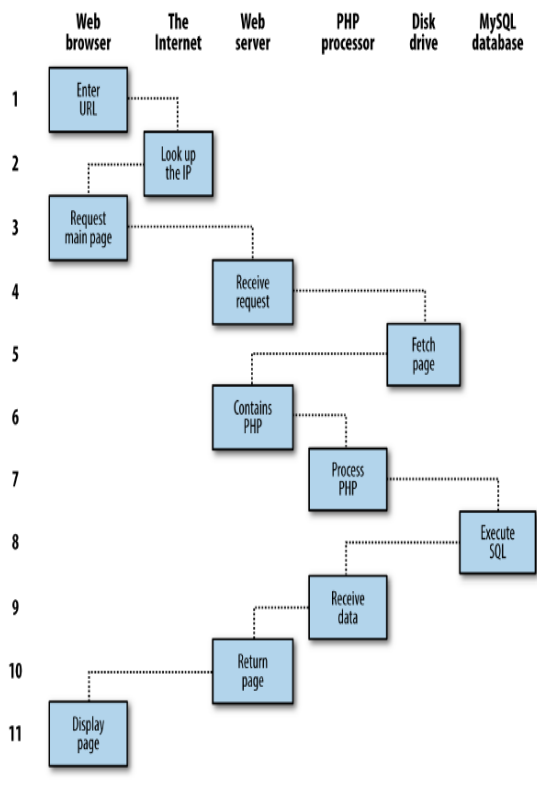 Web The Web PHP Disk MySQL
browser Internet server processor drive database
1
Enter
URL
2
Look up
the IP
3
Request
main page
4
Receive
request
5
Fetch
page
6
Contains
PHP
7
Process
PHP
8
Execute
SQL
9
Receive
data
10
Return
page
11
Display
page